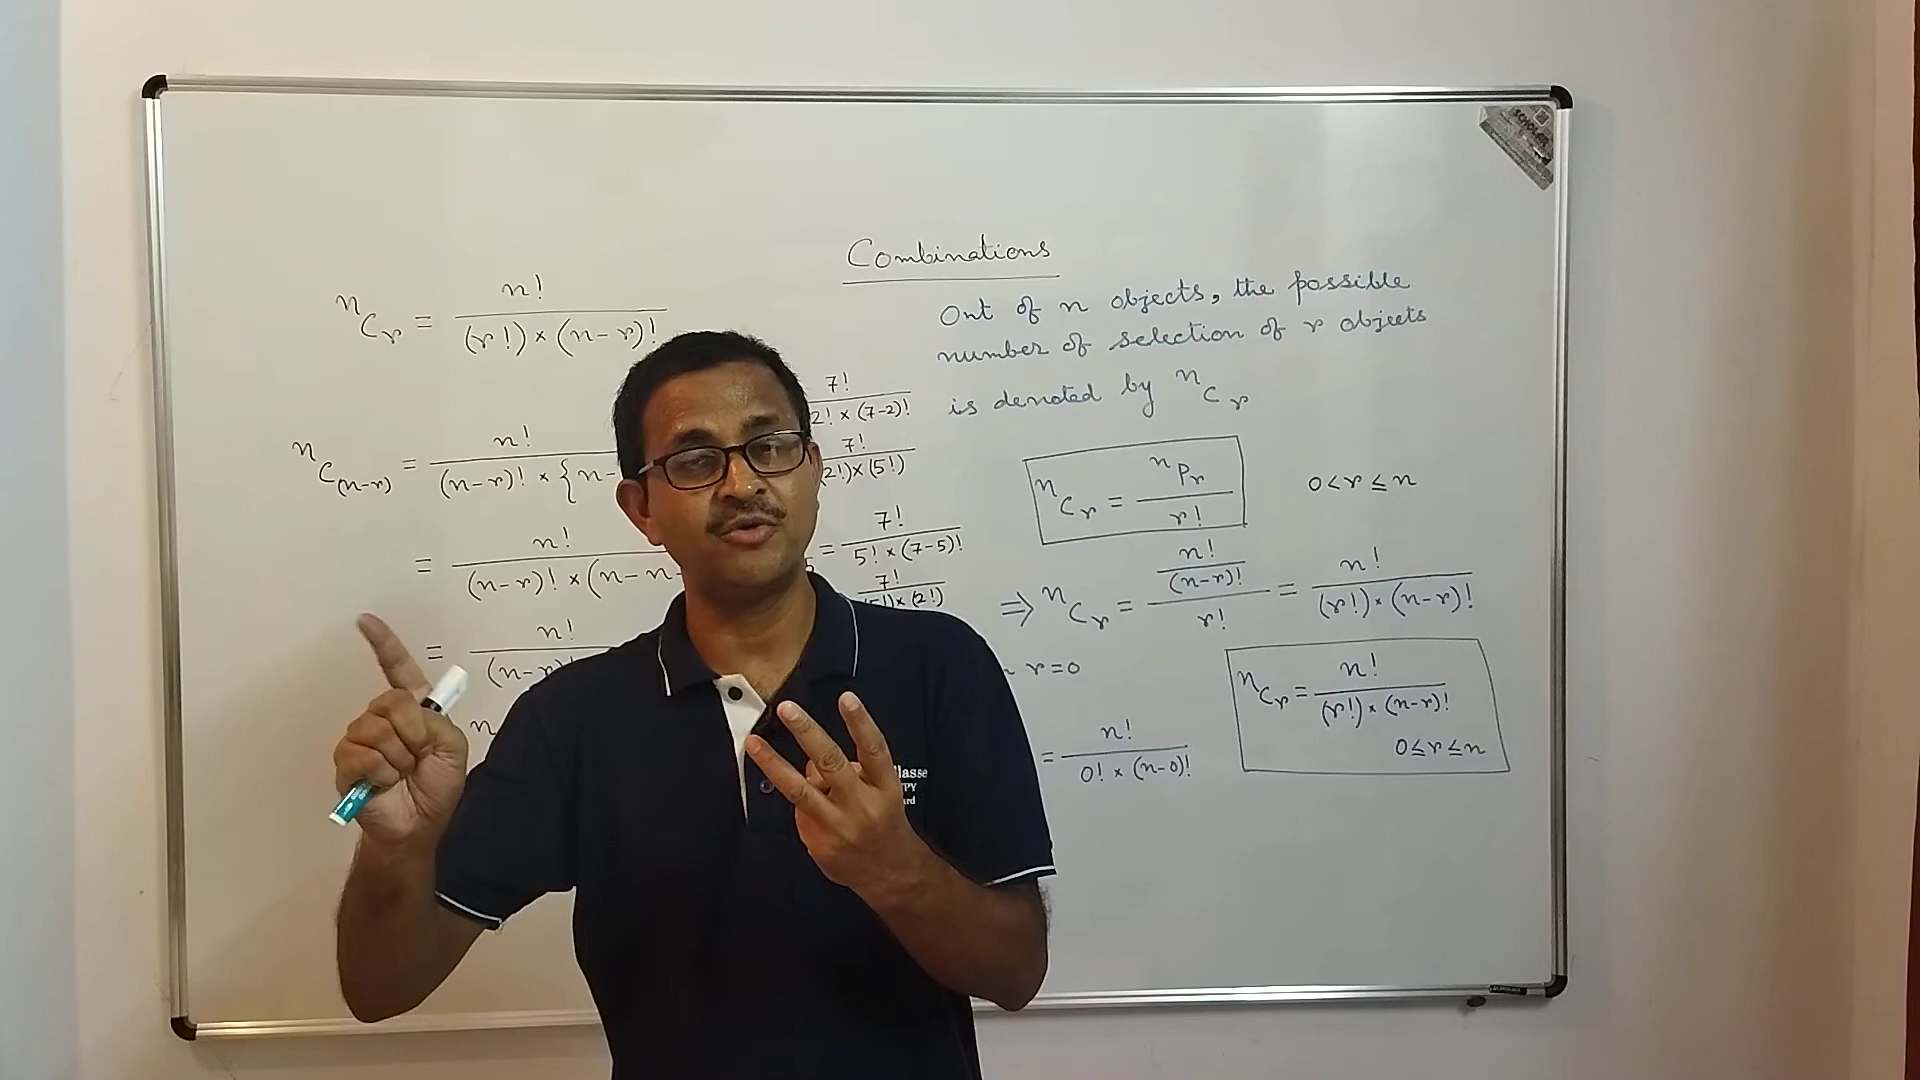 Combinations
ⁿCᵣ = n! / (r!) × (n-r)!
ⁿC₍ₙ₋ᵣ₎ = n! / (n-r)! × {n-
= n! / (n-r)! × (n-n-
= n! / (n-r)!
n
7! / 2! × (7-2)!
7! / (2!) × (5!)
= 7! / 5! × (7-5)!
7! / (5!) × (2!)
Out of n objects, the possible
number of selection of r objects
is denoted by ⁿCᵣ
ⁿCᵣ = ⁿPᵣ / r!
0 < r ≤ n
⇒ ⁿCᵣ = n! / (n-r)! / r! = n! / (r!) × (n-r)!
r = 0
= n! / 0! × (n-0)!
ⁿCᵣ = n! / (r!) × (n-r)!
0 ≤ r ≤ n
SCHOLAR
lasse